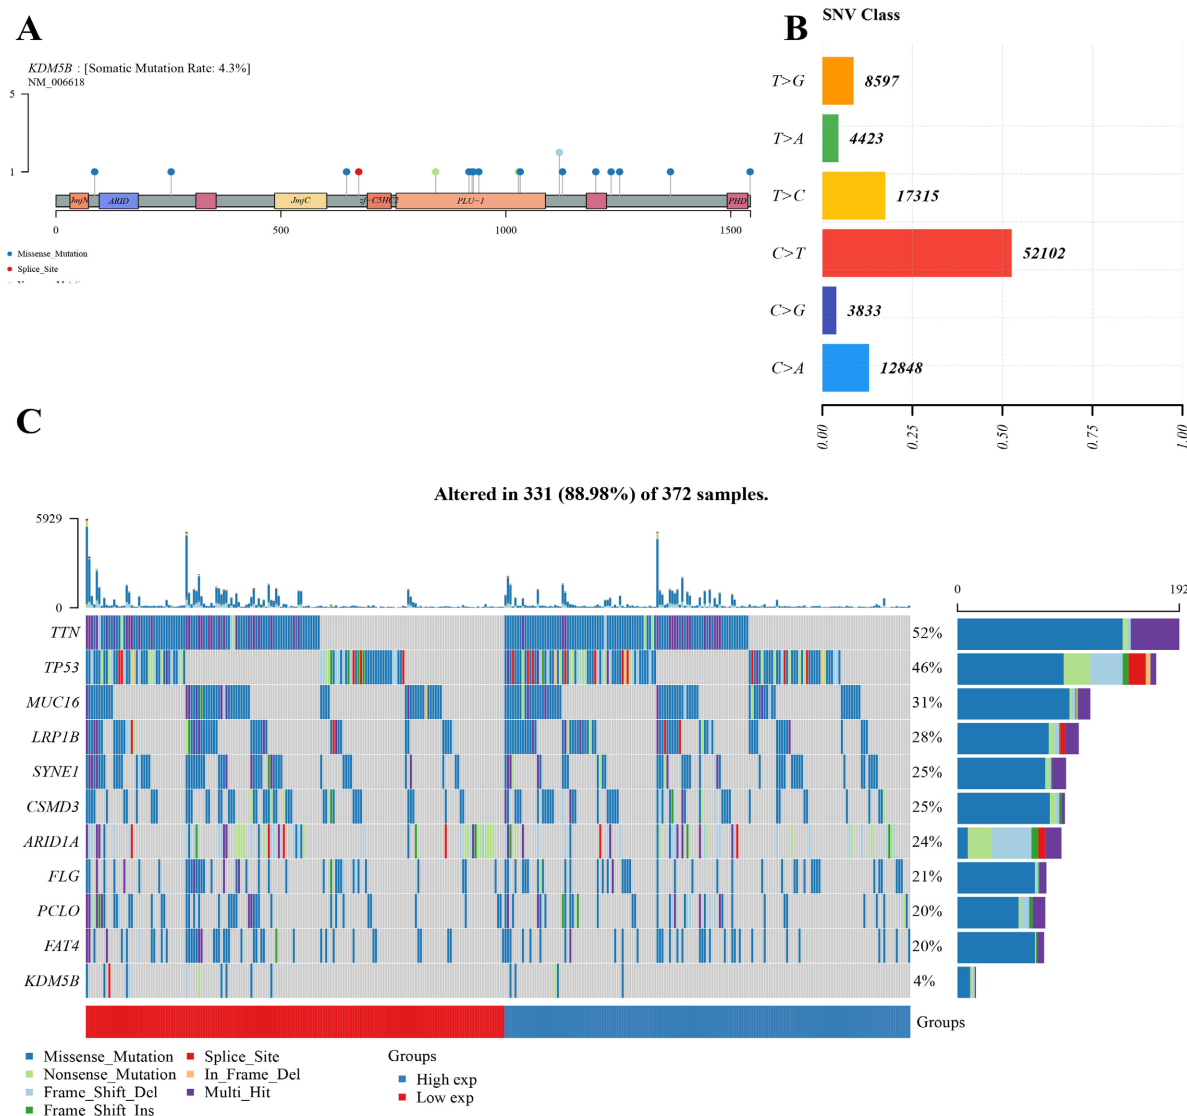 A
KDM5B : [Somatic Mutation Rate: 4.3%]
NM_006618
5
1
JmjN
ARID
JmjC
zf-C5HC2
PLU-1
PHD
0
500
1000
1500
Missense_Mutation
Splice_Site
B
SNV Class
T>G
8597
T>A
4423
T>C
17315
C>T
52102
C>G
3833
C>A
12848
0.00
0.25
0.50
0.75
1.00
C
Altered in 331 (88.98%) of 372 samples.
5929
0
0
192
TTN
52%
TP53
46%
MUC16
31%
LRP1B
28%
SYNE1
25%
CSMD3
25%
ARID1A
24%
FLG
21%
PCLO
20%
FAT4
20%
KDM5B
4%
Groups
Missense_Mutation
Nonsense_Mutation
Frame_Shift_Del
Frame_Shift_Ins
Splice_Site
In_Frame_Del
Multi_Hit
Groups
High exp
Low exp